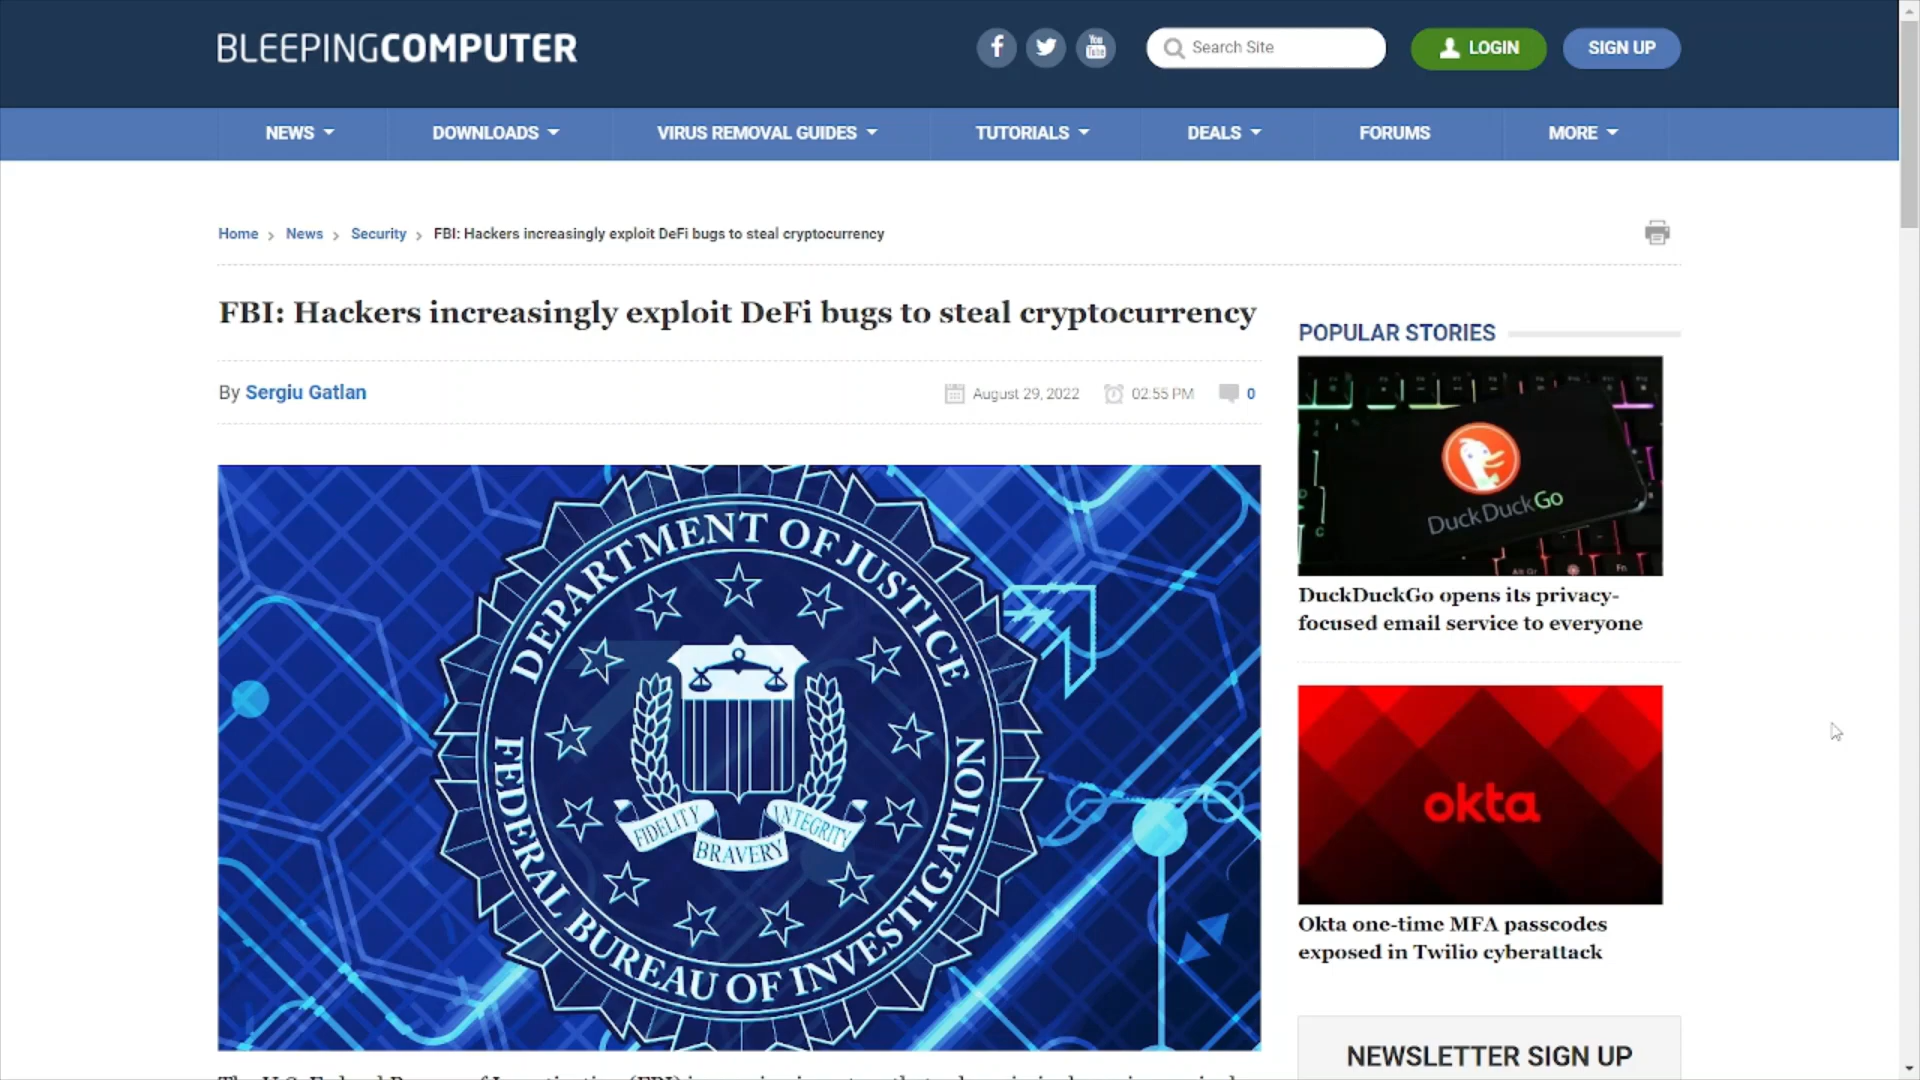 BLEEPINGCOMPUTER
Search Site
LOGIN
SIGN UP
NEWS
DOWNLOADS
VIRUS REMOVAL GUIDES
TUTORIALS
DEALS
FORUMS
MORE
Home
News
Security
FBI: Hackers increasingly exploit DeFi bugs to steal cryptocurrency
FBI: Hackers increasingly exploit DeFi bugs to steal cryptocurrency
By Sergiu Gatlan
August 29, 2022
02:55 PM
0
DEPARTMENT OF JUSTICE
FEDERAL BUREAU OF INVESTIGATION
FIDELITY
BRAVERY
INTEGRITY
POPULAR STORIES
DuckDuckGo
DuckDuckGo opens its privacy-
focused email service to everyone
okta
Okta one-time MFA passcodes
exposed in Twilio cyberattack
NEWSLETTER SIGN UP